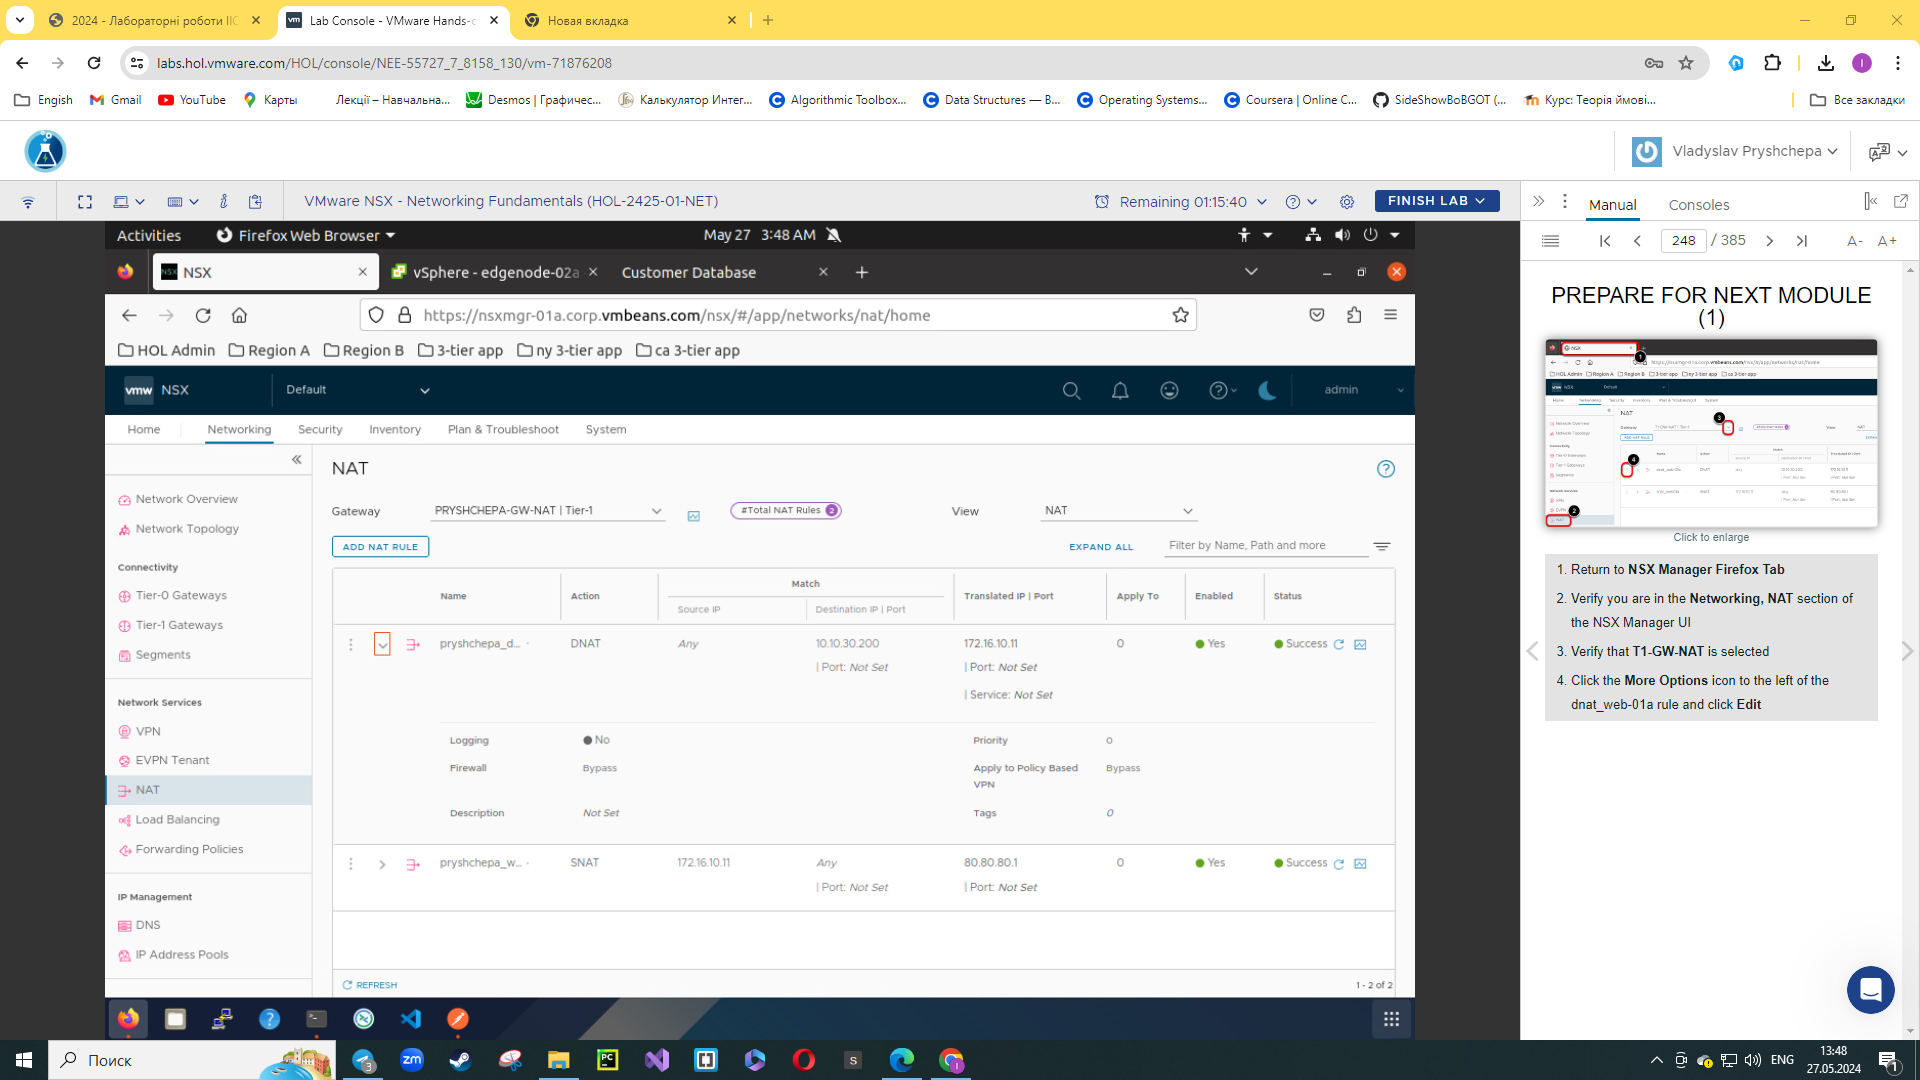 2024 - Лабораторні роботи ІІС
Lab Console - VMware Hands-o
Новая вкладка
labs.hol.vmware.com/HOL/console/NEE-55727_7_8158_130/vm-71876208
Engish
Gmail
YouTube
Карты
Лекції – Навчальна...
Desmos | Графичес...
Калькулятор Интег...
Algorithmic Toolbox...
Data Structures — В...
Operating Systems...
Coursera | Online C...
SideShowBoBGOT (...
Курс: Теорія ймові...
Все закладки
Vladyslav Pryshchepa
VMware NSX - Networking Fundamentals (HOL-2425-01-NET)
Remaining 01:15:40
FINISH LAB
Manual
Consoles
248 / 385
A- A+
Activities
Firefox Web Browser
May 27 3:48 AM
NSX
vSphere - edgenode-02a
Customer Database
https://nsxmgr-01a.corp.vmbeans.com/nsx/#/app/networks/nat/home
HOL Admin
Region A
Region B
3-tier app
ny 3-tier app
ca 3-tier app
vmw NSX
Default
admin
Home
Networking
Security
Inventory
Plan & Troubleshoot
System
Network Overview
Network Topology
Connectivity
Tier-0 Gateways
Tier-1 Gateways
Segments
Network Services
VPN
EVPN Tenant
NAT
Load Balancing
Forwarding Policies
IP Management
DNS
IP Address Pools
NAT
Gateway
PRYSHCHEPA-GW-NAT | Tier-1
#Total NAT Rules 2
View
NAT
ADD NAT RULE
EXPAND ALL
Filter by Name, Path and more
Name
Action
Match
Source IP
Destination IP | Port
Translated IP | Port
Apply To
Enabled
Status
pryshchepa_d...
DNAT
Any
10.10.30.200
172.16.10.11
0
Yes
Success
| Port: Not Set
| Port: Not Set
| Service: Not Set
Logging
No
Priority
0
Firewall
Bypass
Apply to Policy Based
VPN
Bypass
Description
Not Set
Tags
0
pryshchepa_w...
SNAT
172.16.10.11
Any
80.80.80.1
0
Yes
Success
| Port: Not Set
| Port: Not Set
REFRESH
1 - 2 of 2
PREPARE FOR NEXT MODULE
(1)
Click to enlarge
1. Return to NSX Manager Firefox Tab
2. Verify you are in the Networking, NAT section of
the NSX Manager UI
3. Verify that T1-GW-NAT is selected
4. Click the More Options icon to the left of the
dnat_web-01a rule and click Edit
Поиск
ENG
13:48
27.05.2024